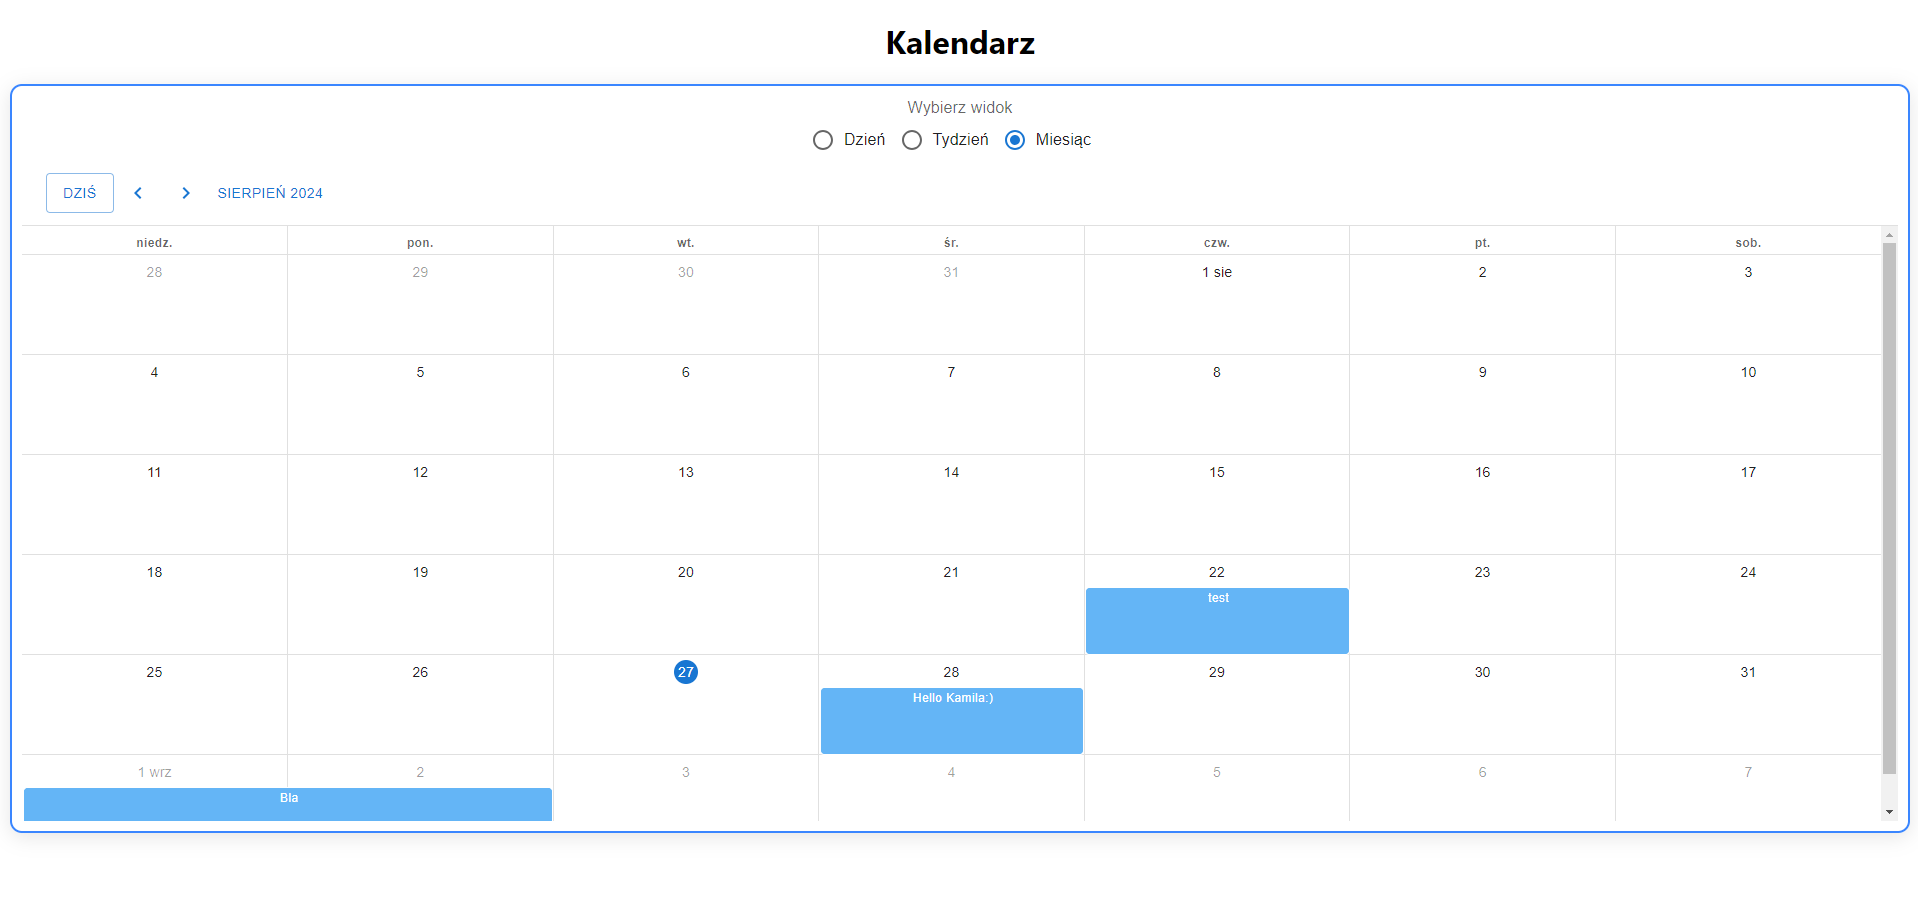 Kalendarz
Wybierz widok
Dzień Tydzień Miesiąc
DZIŚ SIERPIEŃ 2024
niedz. pon. wt. śr. czw. pt. sob.
28 29 30 31 1 sie 2 3
4 5 6 7 8 9 10
11 12 13 14 15 16 17
18 19 20 21 22 23 24
test
25 26 27 28 29 30 31
Hello Kamila:)
1 wrz 2 3 4 5 6 7
Bla